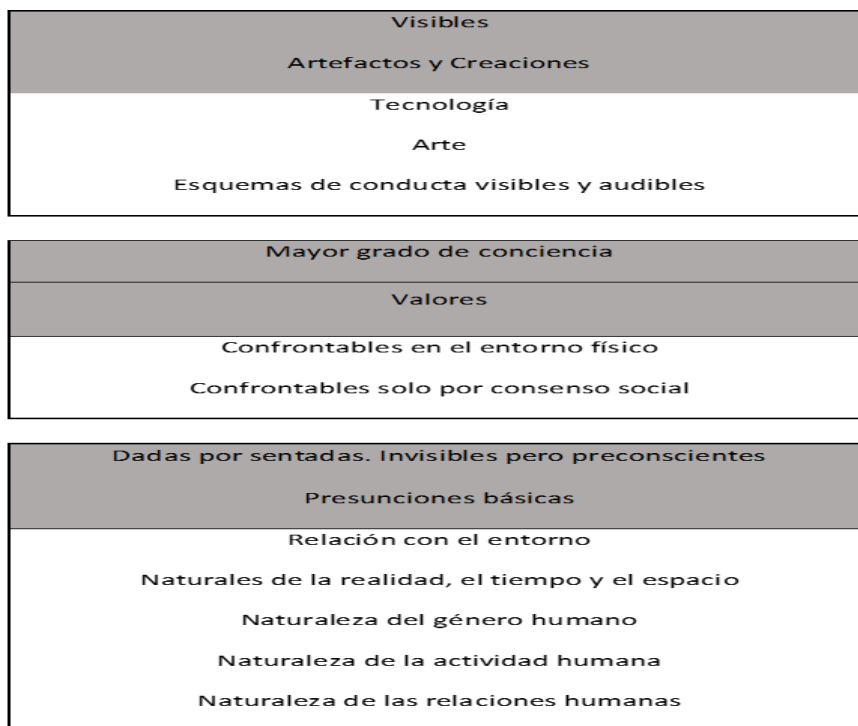 Visibles
Artefactos y Creaciones
Tecnología
Arte
Esquemas de conducta visibles y audibles
Mayor grado de conciencia
Valores
Confrontables en el entorno físico
Confrontables solo por consenso social
Dadas por sentadas. Invisibles pero preconscientes
Presunciones básicas
Relación con el entorno
Naturales de la realidad, el tiempo y el espacio
Naturaleza del género humano
Naturaleza de la actividad humana
Naturaleza de las relaciones humanas